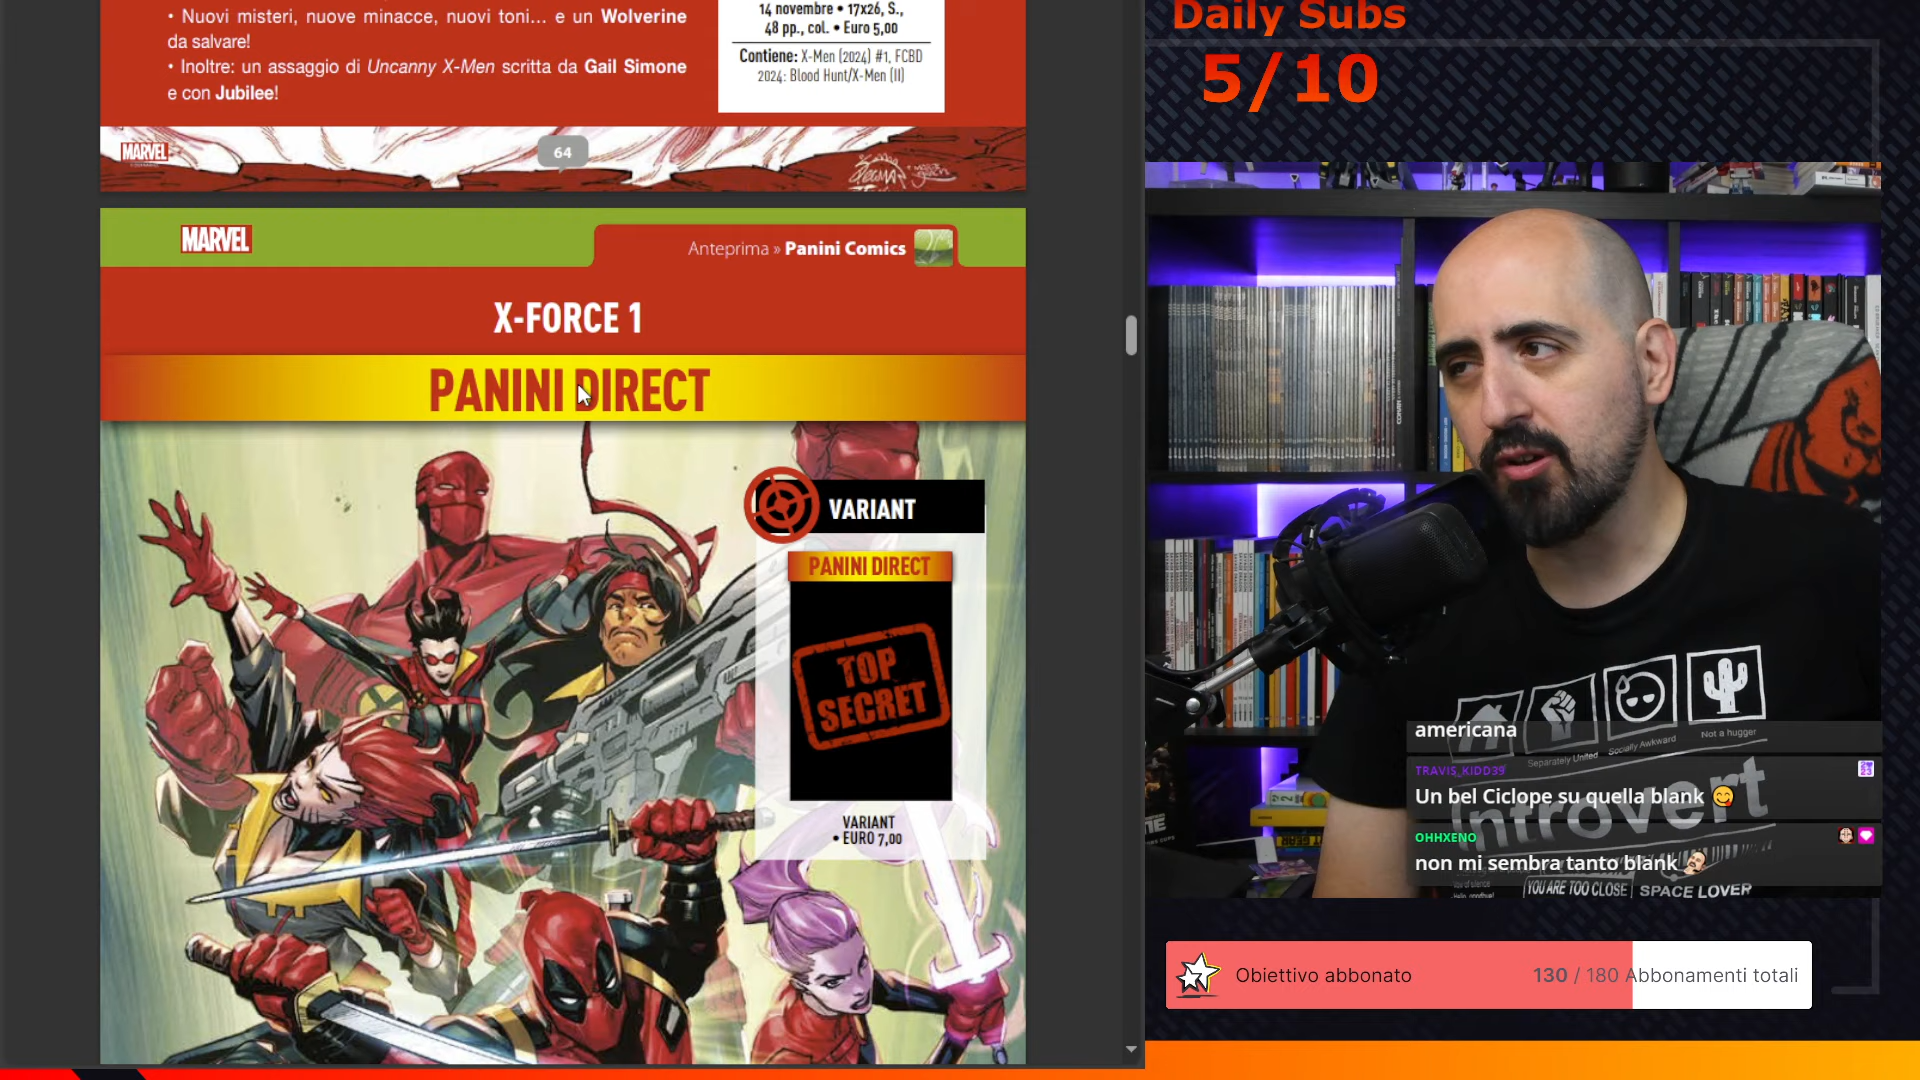 • Nuovi misteri, nuove minacce, nuovi toni... e un Wolverine
da salvare!
• Inoltre: un assaggio di Uncanny X-Men scritta da Gail Simone
e con Jubilee!
14 novembre • 17x26, S.,
48 pp., col. • Euro 5,00
Contiene: X-Men (2024) #1, FCBD
2024: Blood Hunt/X-Men (II)
MARVEL
64
MARVEL
Anteprima » Panini Comics
X-FORCE 1
PANINI DIRECT
VARIANT
PANINI DIRECT
TOP
SECRET
VARIANT
• EURO 7,00
Daily Subs
5/10
Separately United
Socially Awkward
Not a hugger
Introvert
YOU ARE TOO CLOSE
SPACE LOVER
americana
TRAVIS_KIDD39
Un bel Ciclope su quella blank
OHHXENO
non mi sembra tanto blank
Obiettivo abbonato
130 / 180 Abbonamenti totali